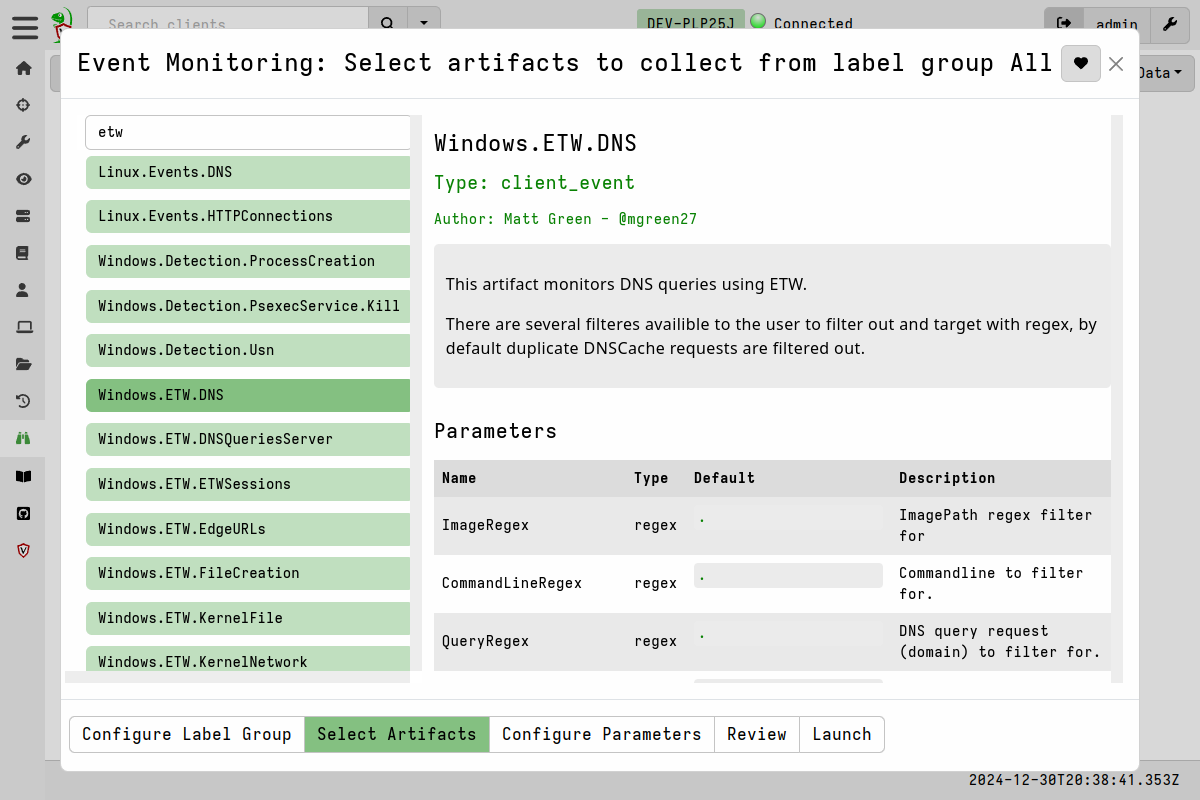 Search clients
DEV-PLP25J
Connected
admin
Event Monitoring: Select artifacts to collect from label group All
Data
etw
Linux.Events.DNS
Linux.Events.HTTPConnections
Windows.Detection.ProcessCreation
Windows.Detection.PsexecService.Kill
Windows.Detection.Usn
Windows.ETW.DNS
Windows.ETW.DNSQueriesServer
Windows.ETW.ETWSessions
Windows.ETW.EdgeURLs
Windows.ETW.FileCreation
Windows.ETW.KernelFile
Windows.ETW.KernelNetwork
Windows.ETW.DNS
Type: client_event
Author: Matt Green - @mgreen27
This artifact monitors DNS queries using ETW.
There are several filteres availible to the user to filter out and target with regex, by
default duplicate DNSCache requests are filtered out.
Parameters
Name Type Default Description
ImageRegex regex . ImagePath regex filter
for
CommandLineRegex regex . Commandline to filter
for.
QueryRegex regex . DNS query request
(domain) to filter for.
Configure Label Group Select Artifacts Configure Parameters Review Launch
2024-12-30T20:38:41.353Z